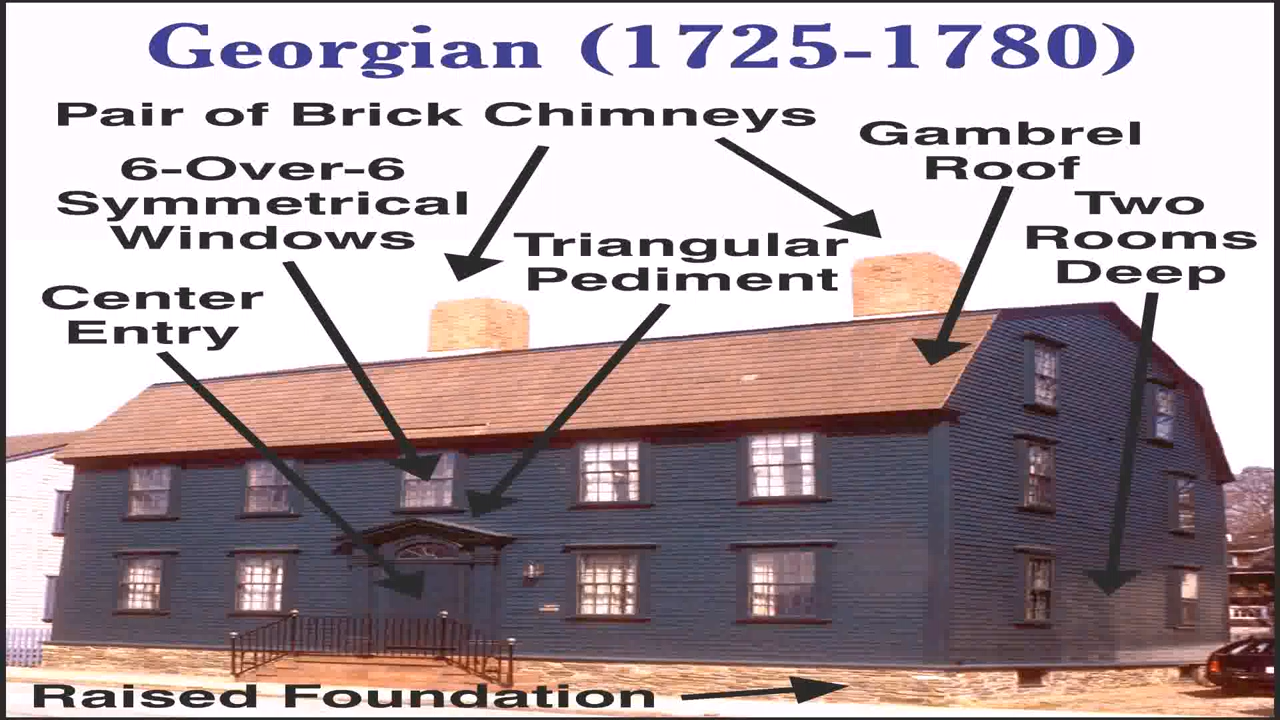 Georgian (1725-1780)
Pair of Brick Chimneys
Gambrel
Roof
6-Over-6
Symmetrical
Windows
Two
Rooms
Deep
Triangular
Pediment
Center
Entry
Raised Foundation